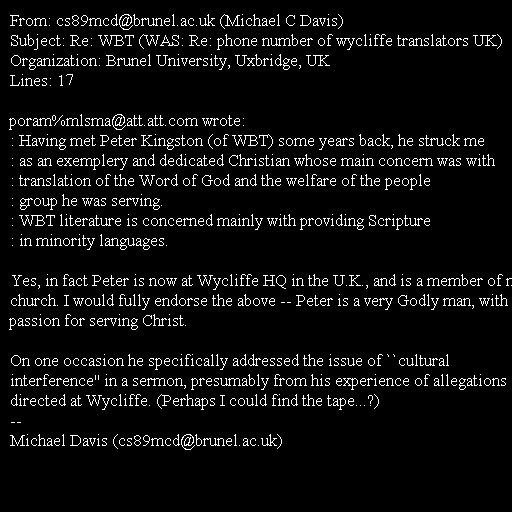 From: cs89mcd@brunel.ac.uk (Michael C Davis)
Subject: Re: WBT (WAS: Re: phone number of wycliffe translators UK)
Organization: Brunel University, Uxbridge, UK
Lines: 17

poram%mlsma@att.att.com wrote:
: Having met Peter Kingston (of WBT) some years back, he struck me
: as an exemplery and dedicated Christian whose main concern was with
: translation of the Word of God and the welfare of the people
: group he was serving.
: WBT literature is concerned mainly with providing Scripture
: in minority languages.

Yes, in fact Peter is now at Wycliffe HQ in the U.K., and is a member of
church. I would fully endorse the above -- Peter is a very Godly man, with
passion for serving Christ.

On one occasion he specifically addressed the issue of ``cultural
interference'' in a sermon, presumably from his experience of allegations
directed at Wycliffe. (Perhaps I could find the tape...?)
--
Michael Davis (cs89mcd@brunel.ac.uk)